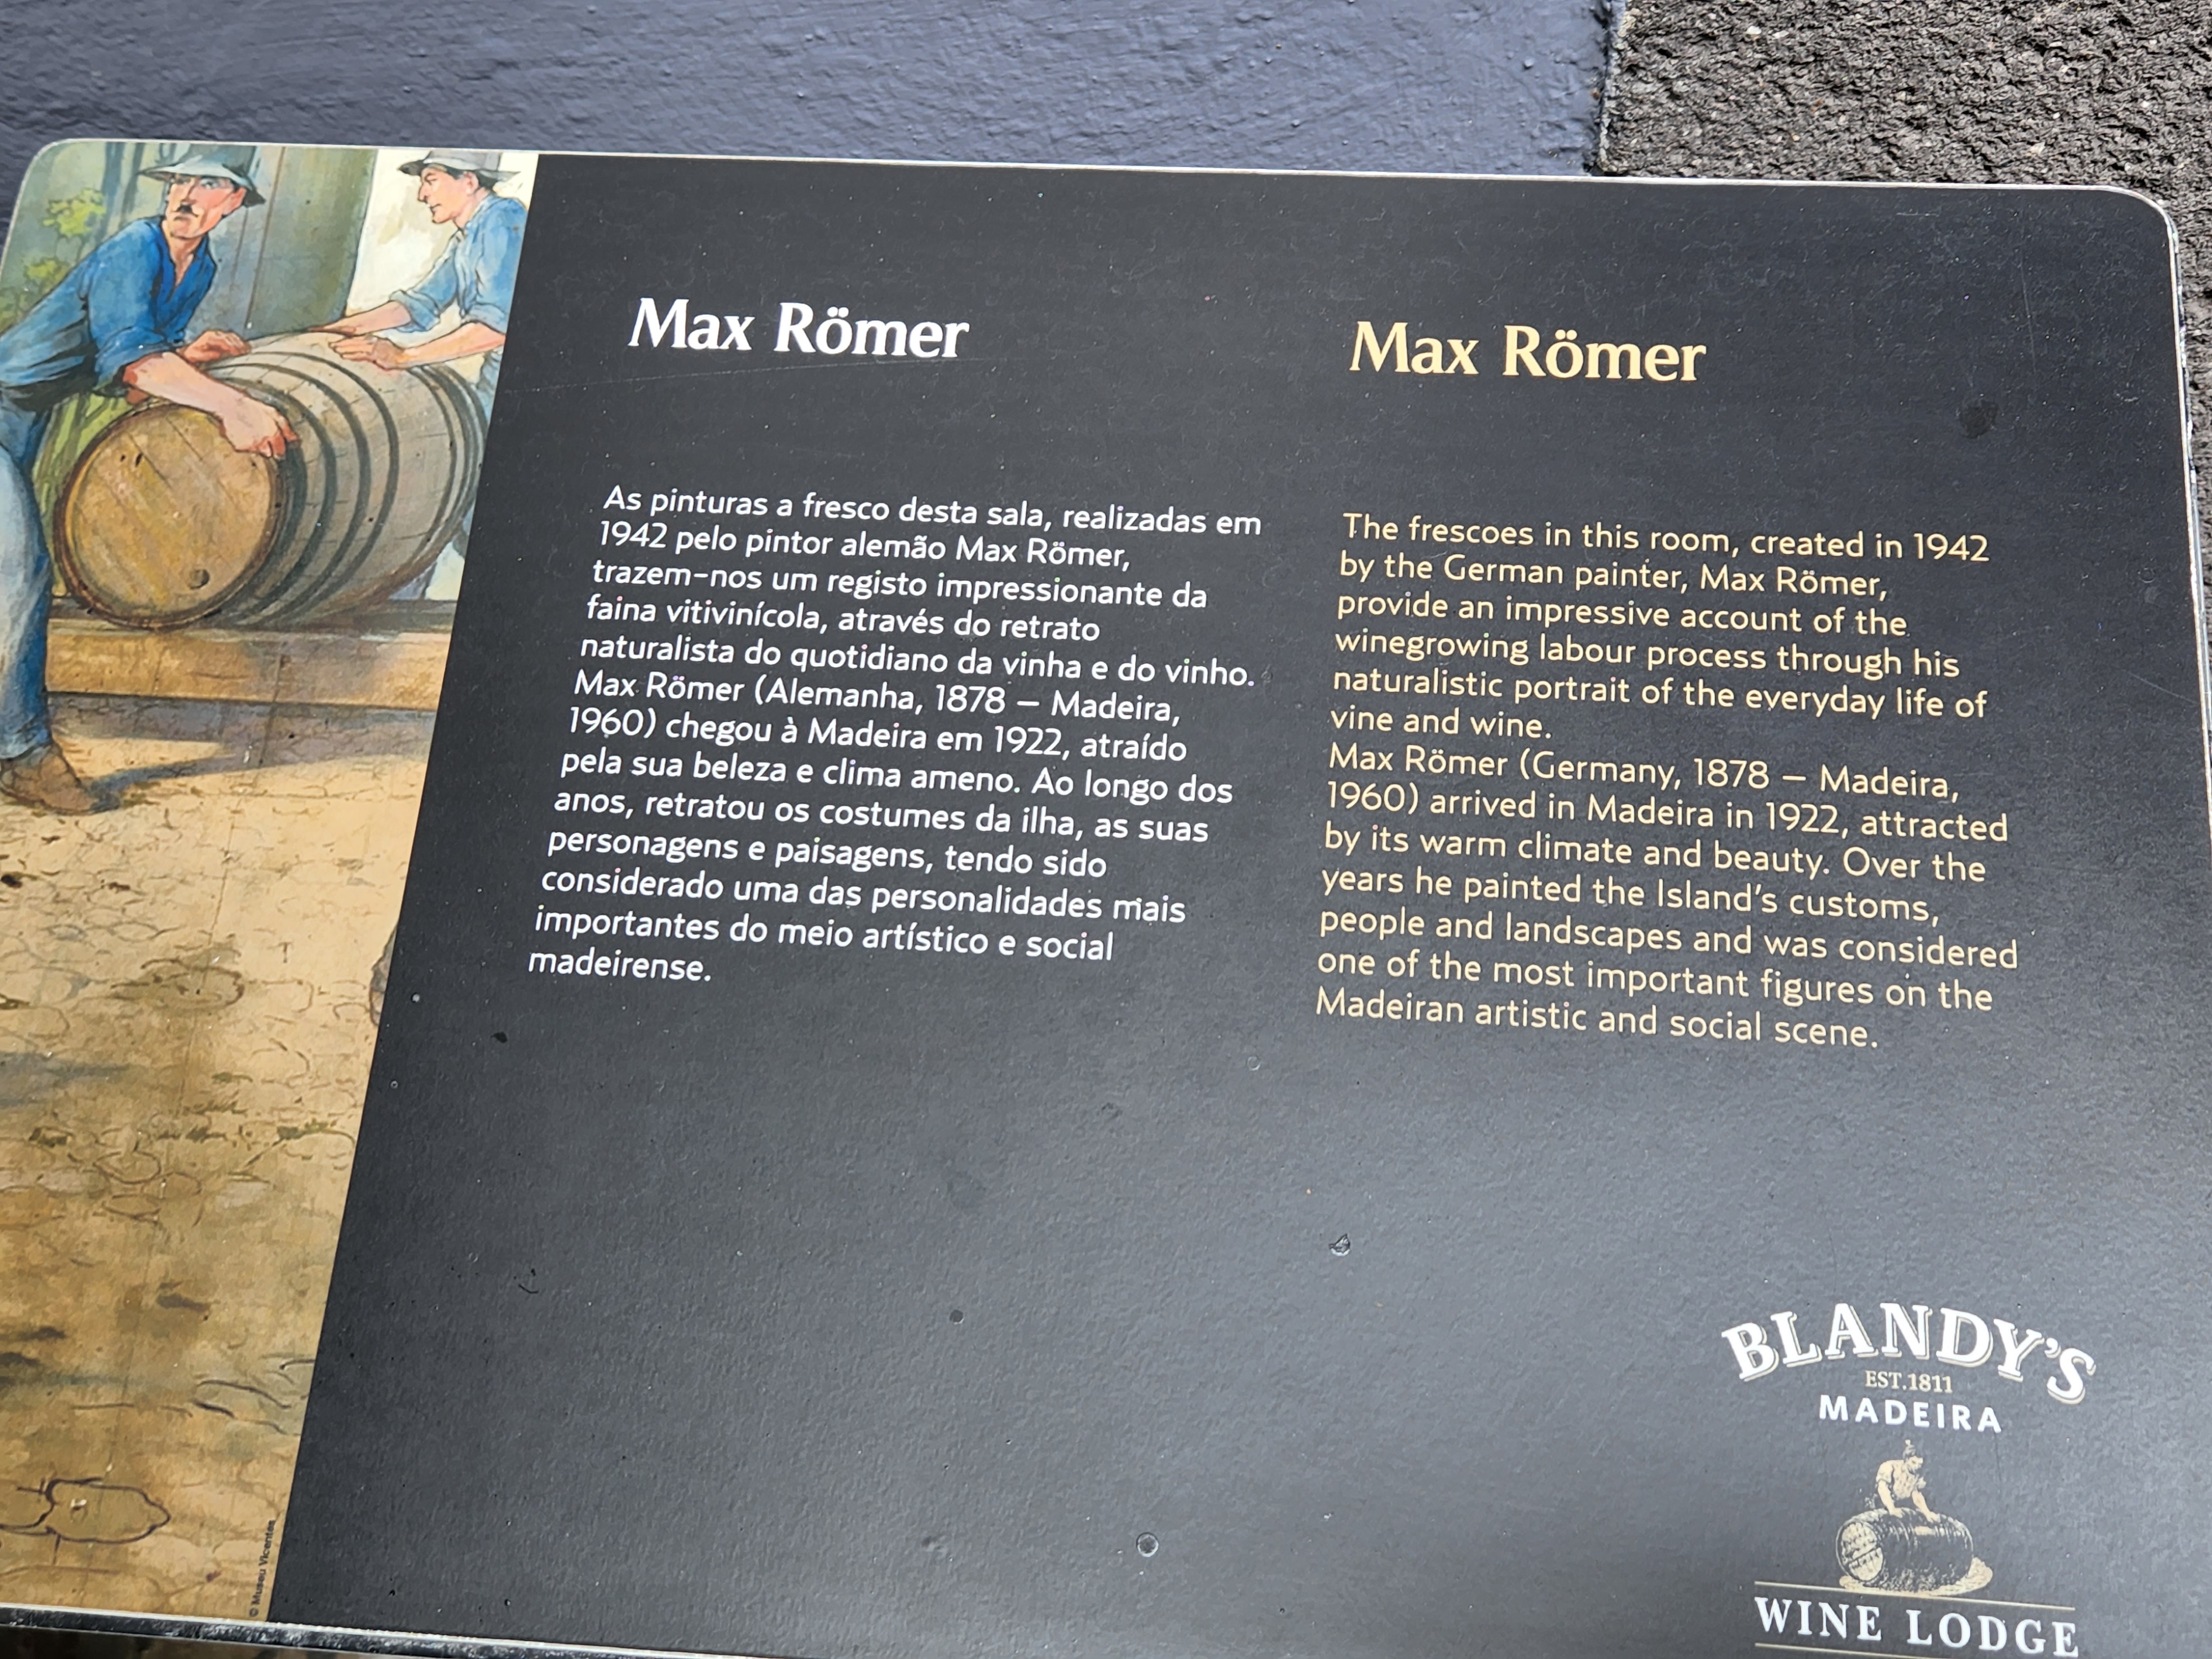 Max Römer
As pinturas a fresco desta sala, realizadas em
1942 pelo pintor alemão Max Römer,
trazem-nos um registo impressionante da
faina vitivinícola, através do retrato
naturalista do quotidiano da vinha e do vinho.
Max Römer (Alemanha, 1878 – Madeira,
1960) chegou à Madeira em 1922, atraído
pela sua beleza e clima ameno. Ao longo dos
anos, retratou os costumes da ilha, as suas
personagens e paisagens, tendo sido
considerado uma das personalidades mais
importantes do meio artístico e social
madeirense.
Max Römer
The frescoes in this room, created in 1942
by the German painter, Max Römer,
provide an impressive account of the
winegrowing labour process through his
naturalistic portrait of the everyday life of
vine and wine.
Max Römer (Germany, 1878 – Madeira,
1960) arrived in Madeira in 1922, attracted
by its warm climate and beauty. Over the
years he painted the Island's customs,
people and landscapes and was considered
one of the most important figures on the
Madeiran artistic and social scene.
BLANDY'S
EST.1811
MADEIRA
WINE LODGE
© Museu Vicentes